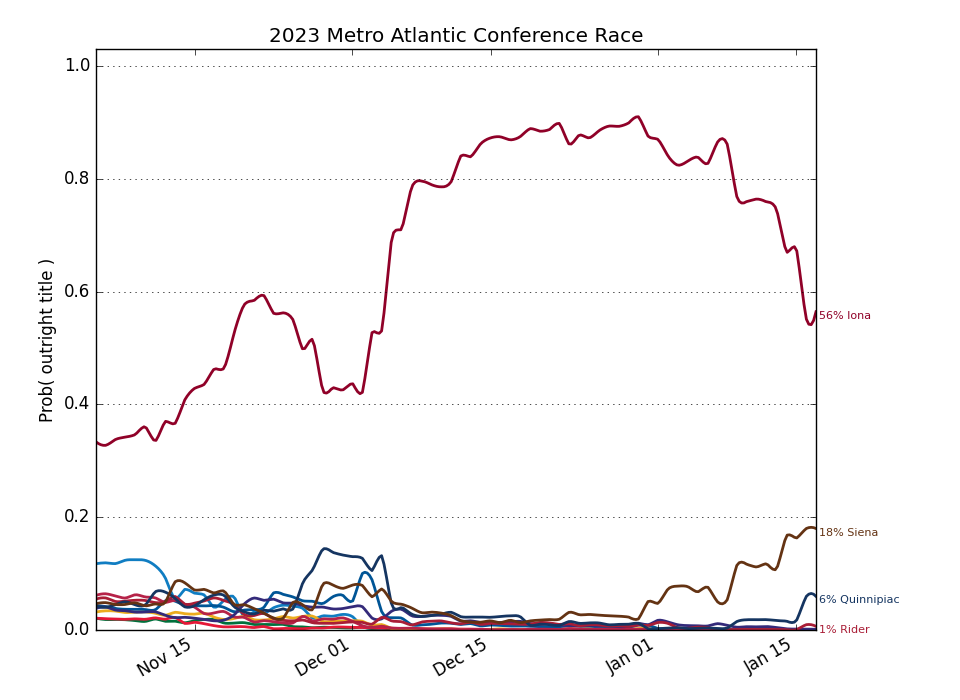 2023 Metro Atlantic Conference Race
Prob( outright title )
1.0
0.8
0.6
0.4
0.2
0.0
56% Iona
18% Siena
6% Quinnipiac
1% Rider
Nov 15
Dec 01
Dec 15
Jan 01
Jan 15